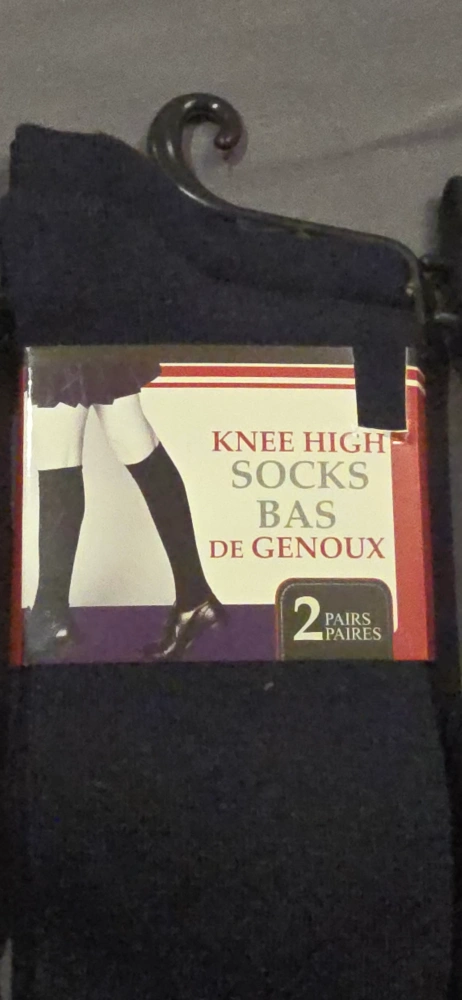 KNEE HIGH
SOCKS
BAS
DE GENOUX
2 PAIRS
PAIRES